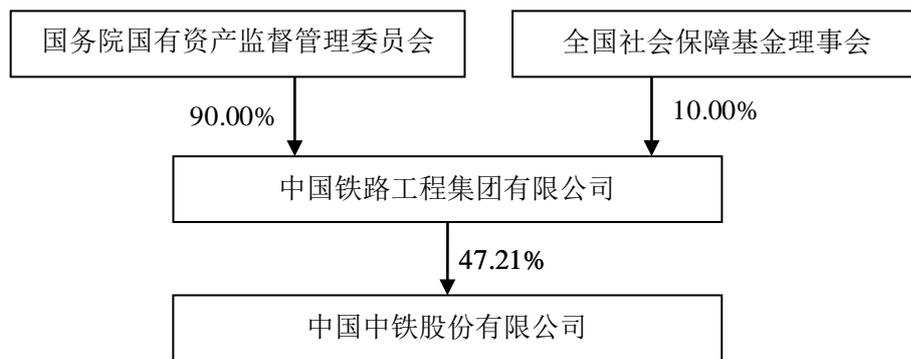 国务院国有资产监督管理委员会
全国社会保障基金理事会
90.00%
10.00%
中国铁路工程集团有限公司
47.21%
中国中铁股份有限公司